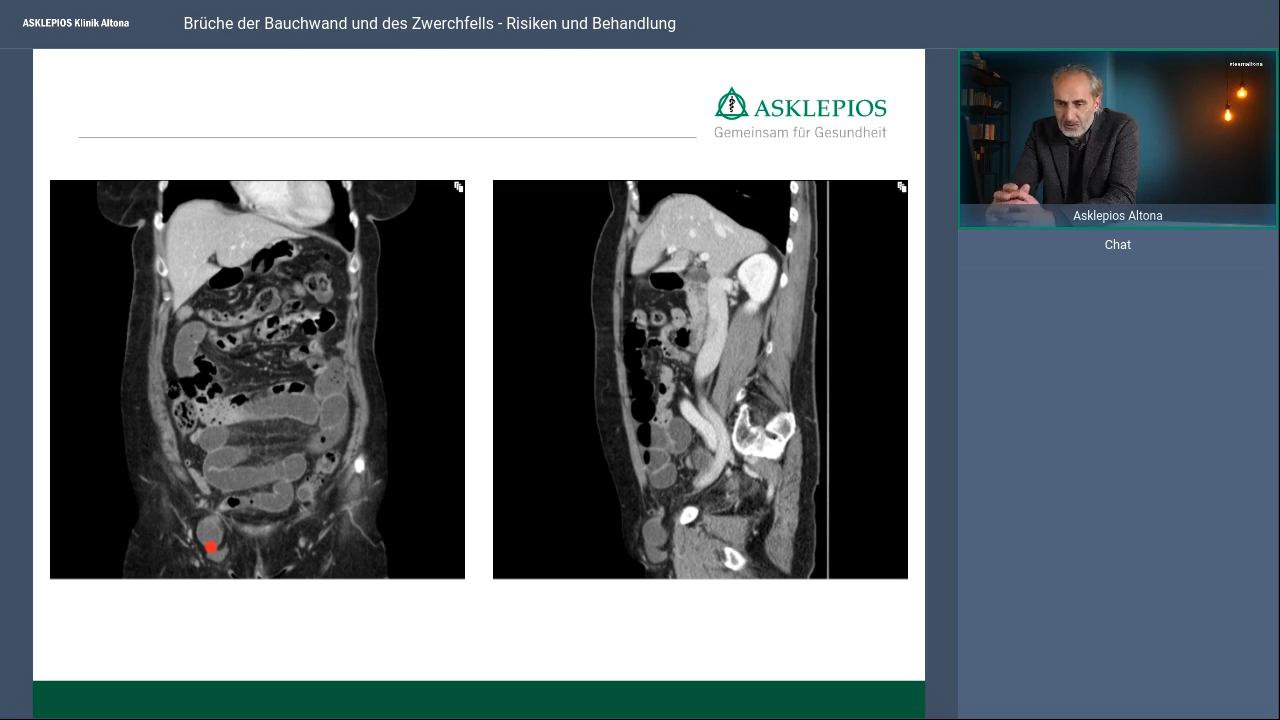 ASKLEPIOS Klinik Altona
Brüche der Bauchwand und des Zwerchfells - Risiken und Behandlung
ASKLEPIOS
Gemeinsam für Gesundheit
#teamaltona
Asklepios Altona
Chat